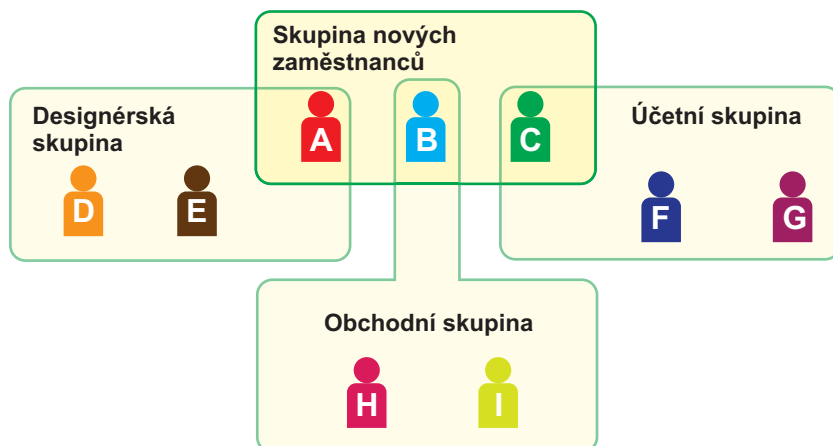 Skupina nových
zaměstnanců
Designérská
skupina
Účetní skupina
A
B
C
D
E
F
G
Obchodní skupina
H
I